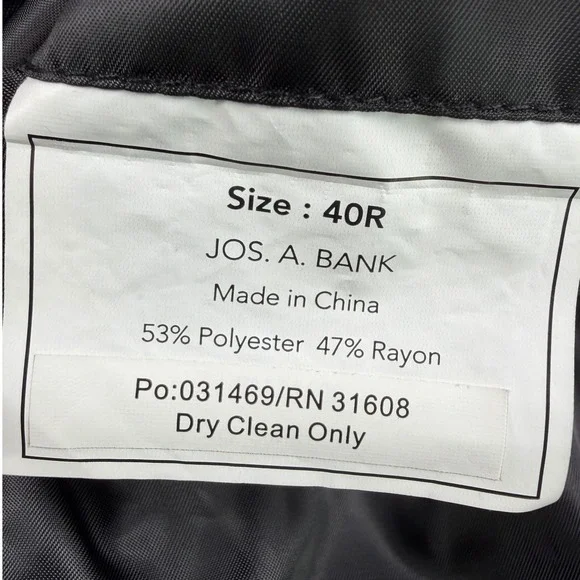 Size : 40R
JOS. A. BANK
Made in China
53% Polyester 47% Rayon
Po:031469/RN 31608
Dry Clean Only